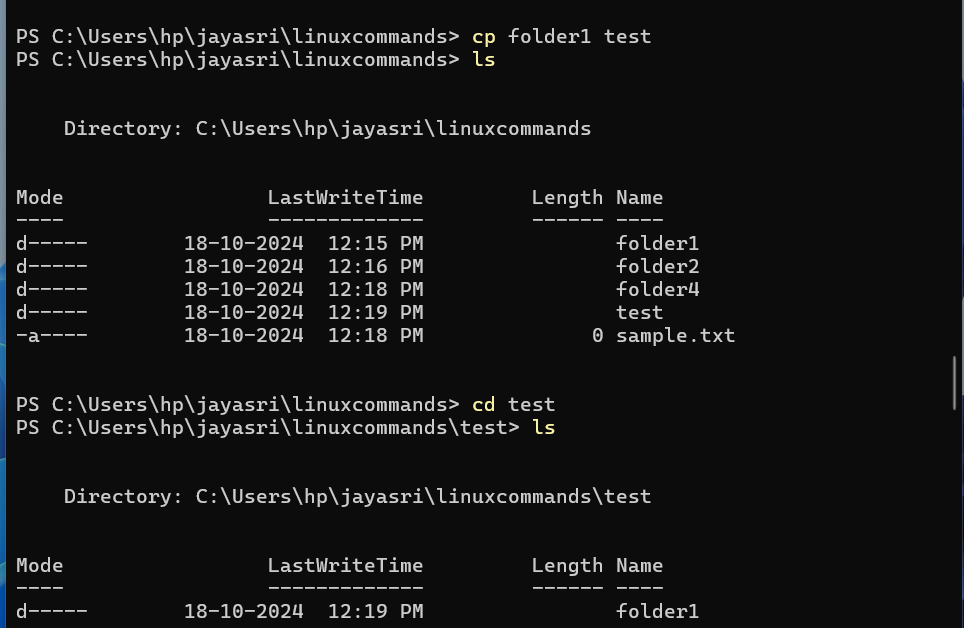 PS C:\Users\hp\jayasri\linuxcommands> cp folder1 test
PS C:\Users\hp\jayasri\linuxcommands> ls
    Directory: C:\Users\hp\jayasri\linuxcommands
Mode                 LastWriteTime         Length Name
----                 -------------         ------ ----
d-----        18-10-2024  12:15 PM                folder1
d-----        18-10-2024  12:16 PM                folder2
d-----        18-10-2024  12:18 PM                folder4
d-----        18-10-2024  12:19 PM                test
-a----        18-10-2024  12:18 PM              0 sample.txt
PS C:\Users\hp\jayasri\linuxcommands> cd test
PS C:\Users\hp\jayasri\linuxcommands\test> ls
    Directory: C:\Users\hp\jayasri\linuxcommands\test
Mode                 LastWriteTime         Length Name
----                 -------------         ------ ----
d-----        18-10-2024  12:19 PM                folder1